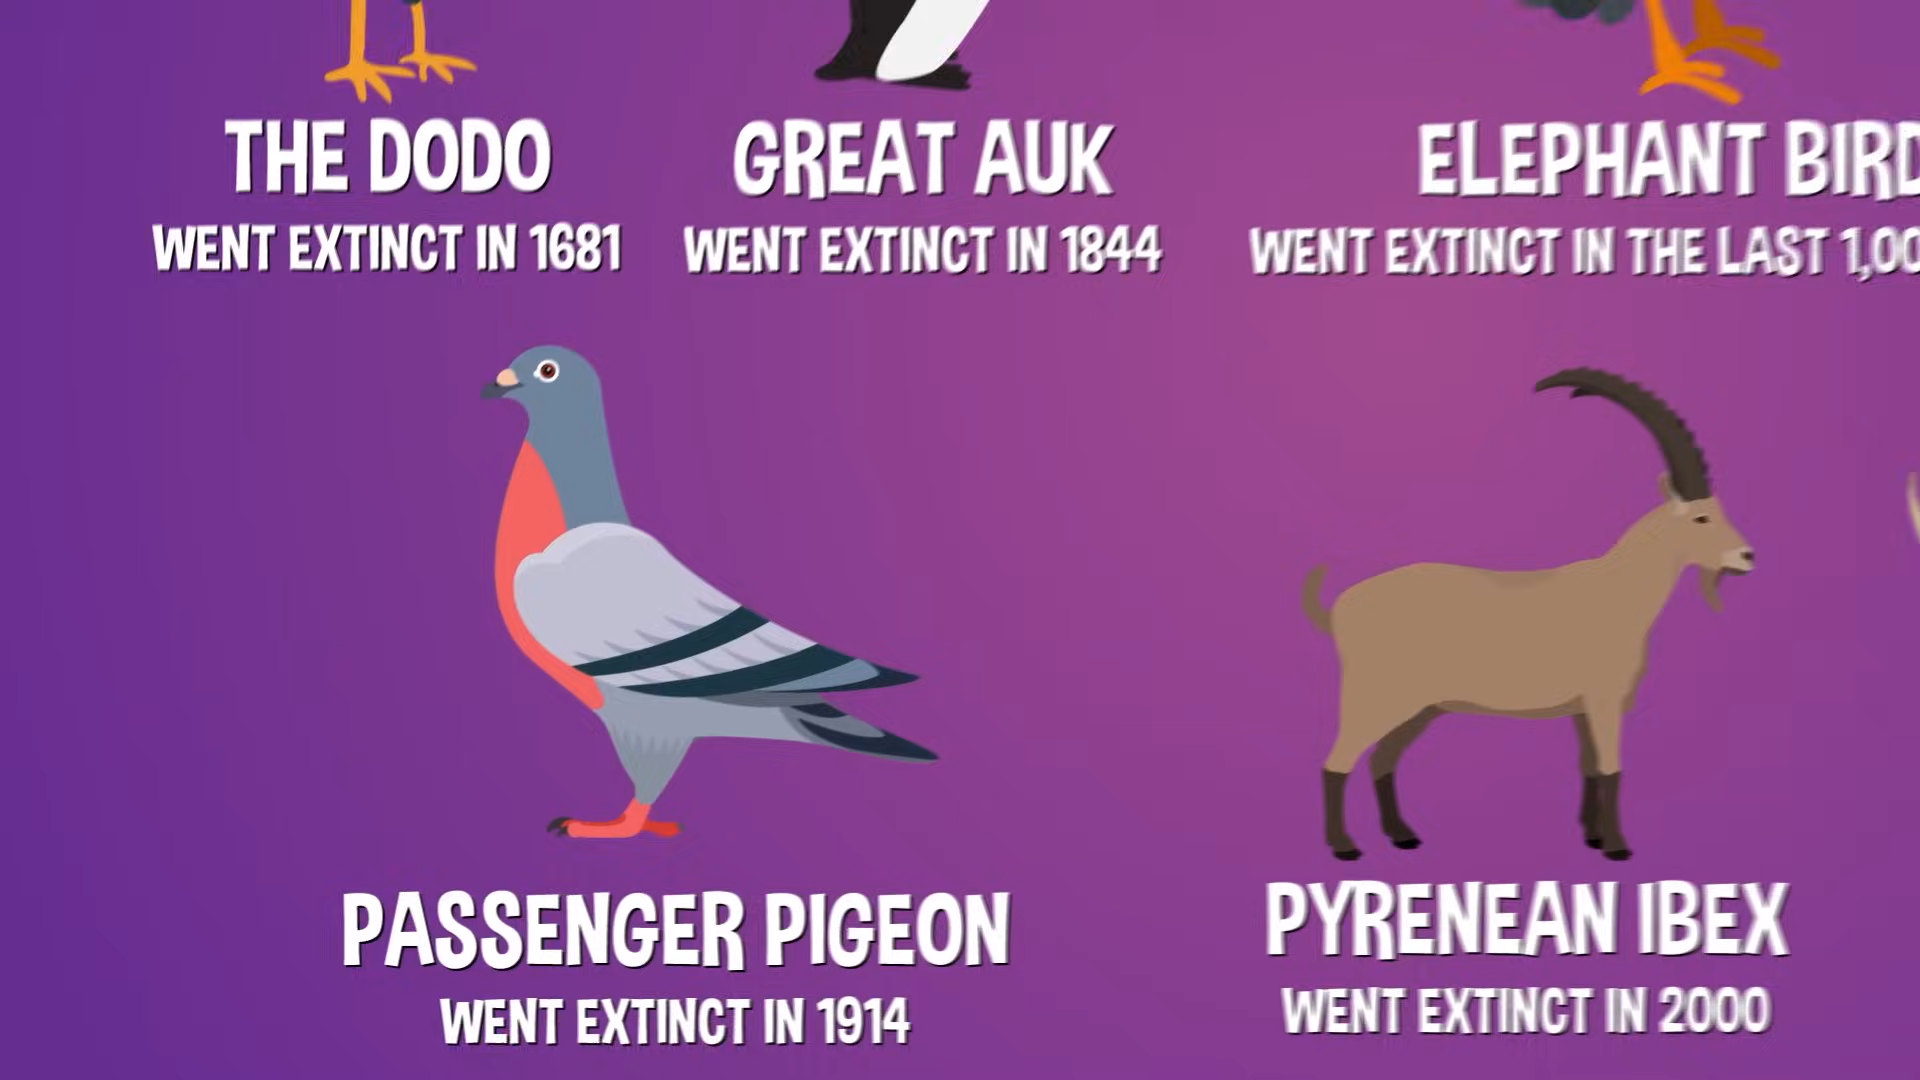 THE DODO
WENT EXTINCT IN 1681
GREAT AUK
WENT EXTINCT IN 1844
ELEPHANT BIRD
WENT EXTINCT IN THE LAST
PASSENGER PIGEON
WENT EXTINCT IN 1914
PYRENEAN IBEX
WENT EXTINCT IN 2000